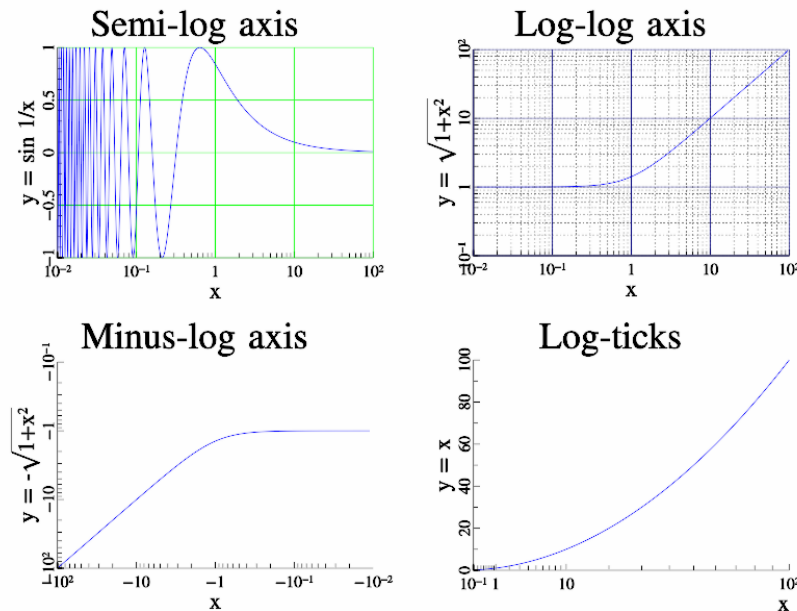 Semi-log axis
y = sin 1/x
1
0.5
0
-0.5
-1
10⁻² 10⁻¹ 1 10 10²
x
Log-log axis
y = √1+x²
10²
10
1
10⁻¹
10⁻² 10⁻¹ 1 10 10²
x
Minus-log axis
y = -√1+x²
-10⁻¹
-1
-10
-10² -10 -1 -10⁻¹ -10⁻²
x
Log-ticks
y = x
100
80
60
40
20
0
10⁻¹ 1 10
x